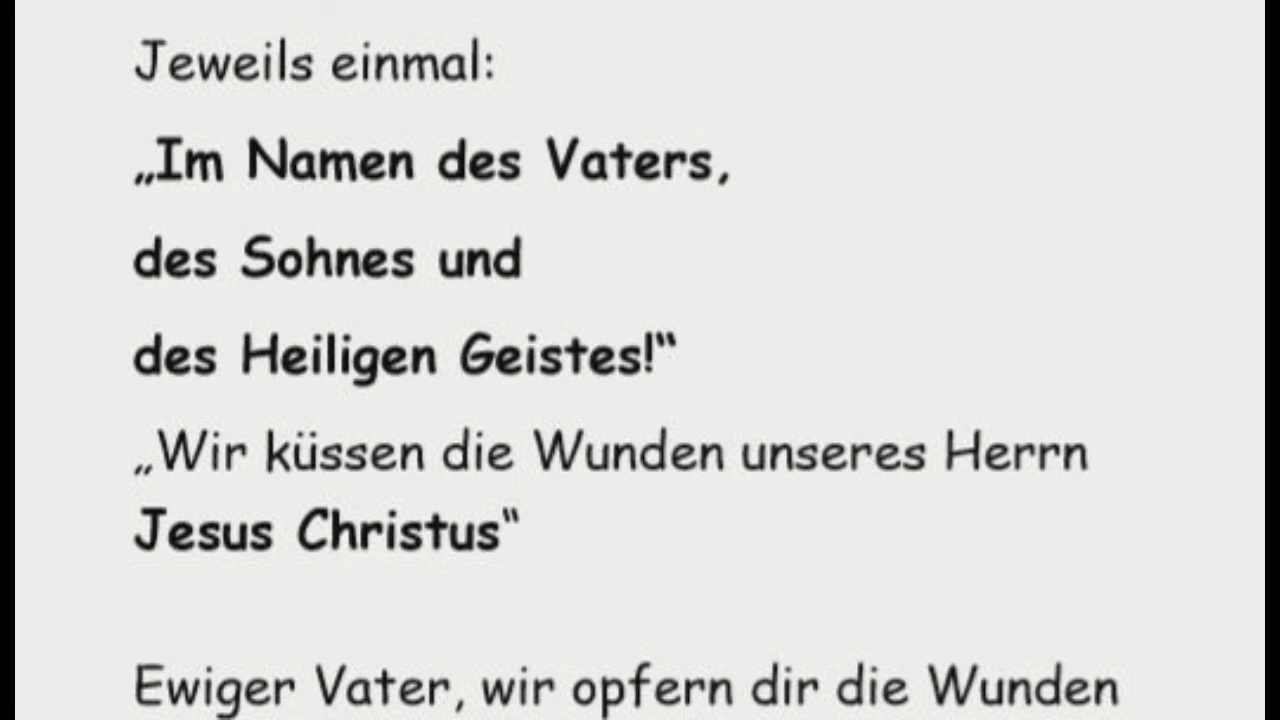 Jeweils einmal:
„Im Namen des Vaters,
des Sohnes und
des Heiligen Geistes!“
„Wir küssen die Wunden unseres Herrn
Jesus Christus“
Ewiger Vater, wir opfern dir die Wunden